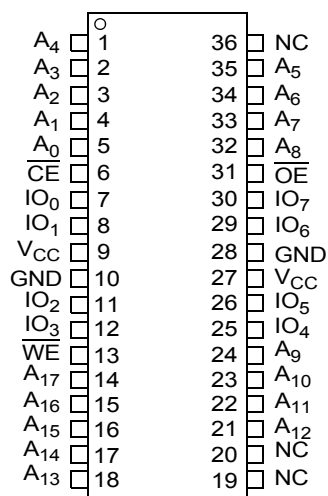 A4 1 36 NC
A3 2 35 A5
A2 3 34 A6
A1 4 33 A7
A0 5 32 A8
CE 6 31 OE
IO0 7 30 IO7
IO1 8 29 IO6
VCC 9 28 GND
GND 10 27 VCC
IO2 11 26 IO5
IO3 12 25 IO4
WE 13 24 A9
A17 14 23 A10
A16 15 22 A11
A15 16 21 A12
A14 17 20 NC
A13 18 19 NC